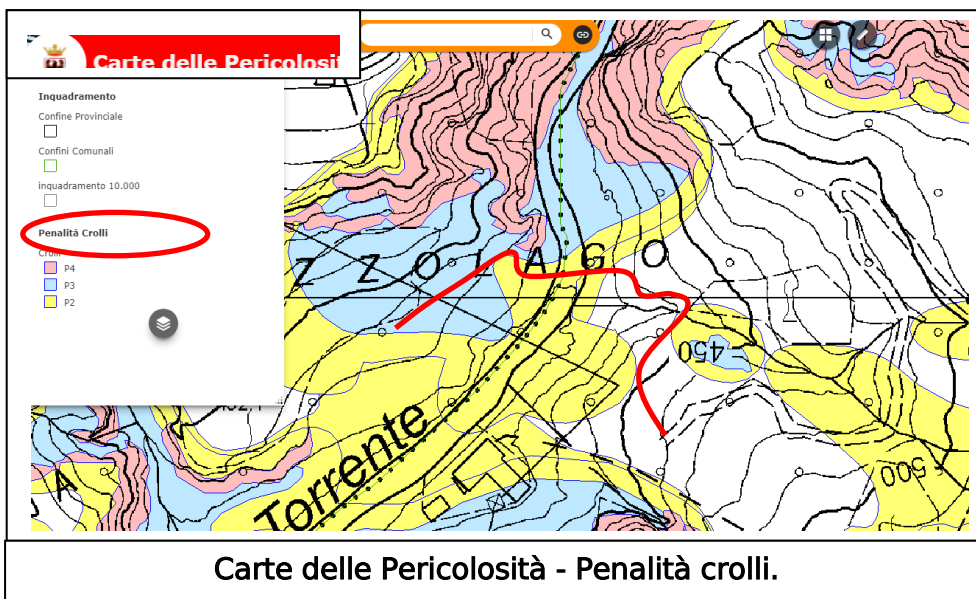 Carte delle Pericolosit
Inquadramento
Confine Provinciale
Confini Comunali
inquadramento 10.000
Penalità Crolli
P4
P3
P2
Z Z O L A G O
450
Torrente
500
A
Carte delle Pericolosità - Penalità crolli.